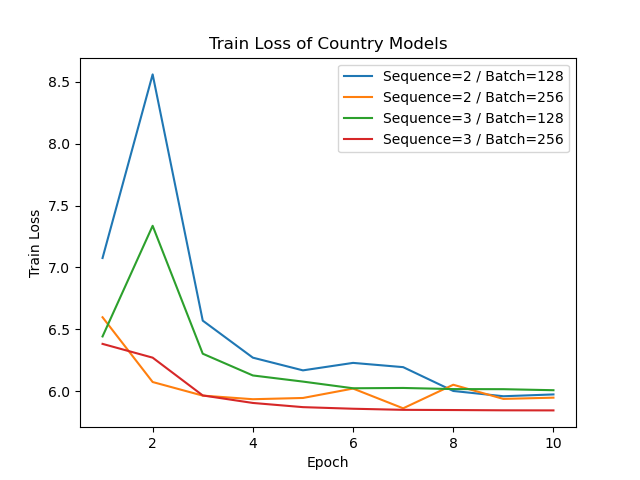 Train Loss of Country Models
Sequence=2 / Batch=128
Sequence=2 / Batch=256
Sequence=3 / Batch=128
Sequence=3 / Batch=256
Train Loss
8.5
8.0
7.5
7.0
6.5
6.0
2
4
6
8
10
Epoch